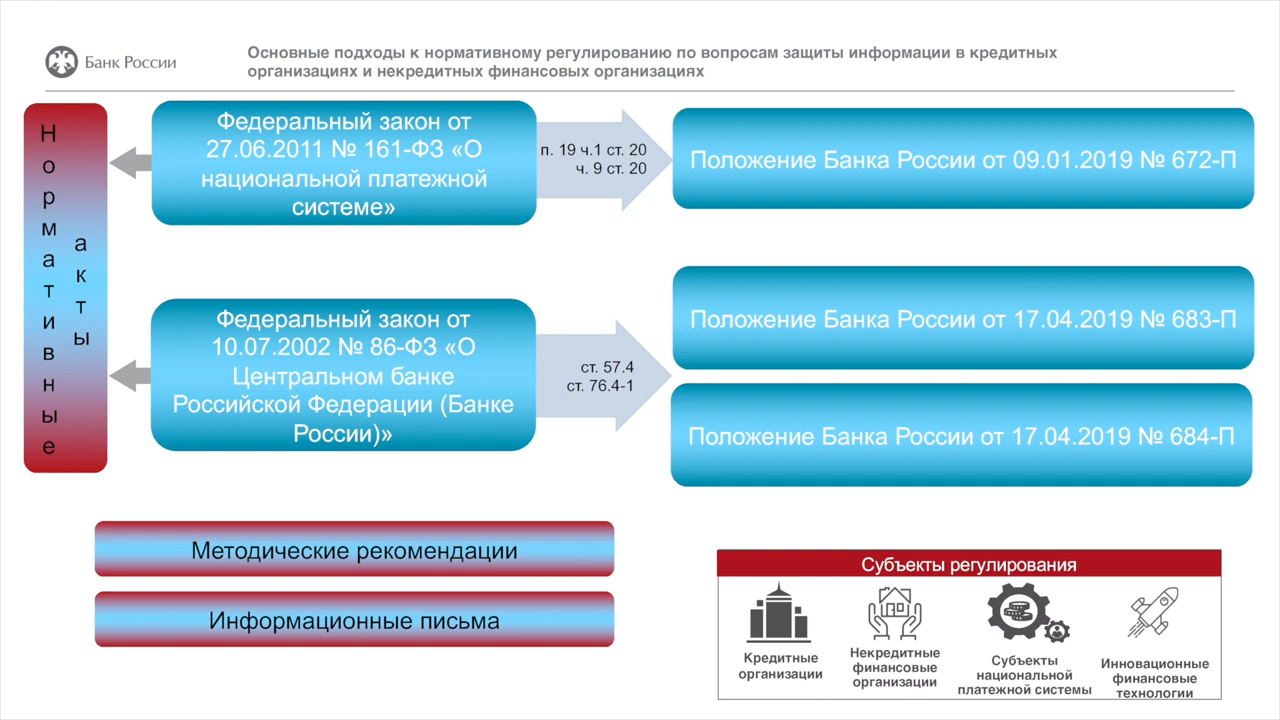 Банк России
Основные подходы к нормативному регулированию по вопросам защиты информации в кредитных
организациях и некредитных финансовых организациях
Нормативные
акты
Федеральный закон от
27.06.2011 № 161-ФЗ «О
национальной платежной
системе»
п. 19 ч.1 ст. 20
ч. 9 ст. 20
Положение Банка России от 09.01.2019 № 672-П
Федеральный закон от
10.07.2002 № 86-ФЗ «О
Центральном банке
Российской Федерации (Банке
России)»
ст. 57.4
ст. 76.4-1
Положение Банка России от 17.04.2019 № 683-П
Положение Банка России от 17.04.2019 № 684-П
Методические рекомендации
Информационные письма
Субъекты регулирования
Кредитные
организации
Некредитные
финансовые
организации
Субъекты
национальной
платежной системы
Инновационные
финансовые
технологии